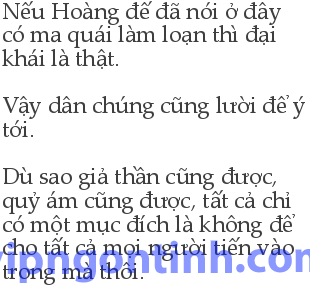 Nếu Hoàng đế đã nói ở đây
có ma quái làm loạn thì đại
khái là thật.
Vậy dân chúng cũng lười để ý
tới.
Dù sao giả thần cũng được,
quỷ ám cũng được, tất cả chỉ
có một mục đích là không để
cho tất cả mọi người tiến vào
trong mà thôi.
vipngontinh.com